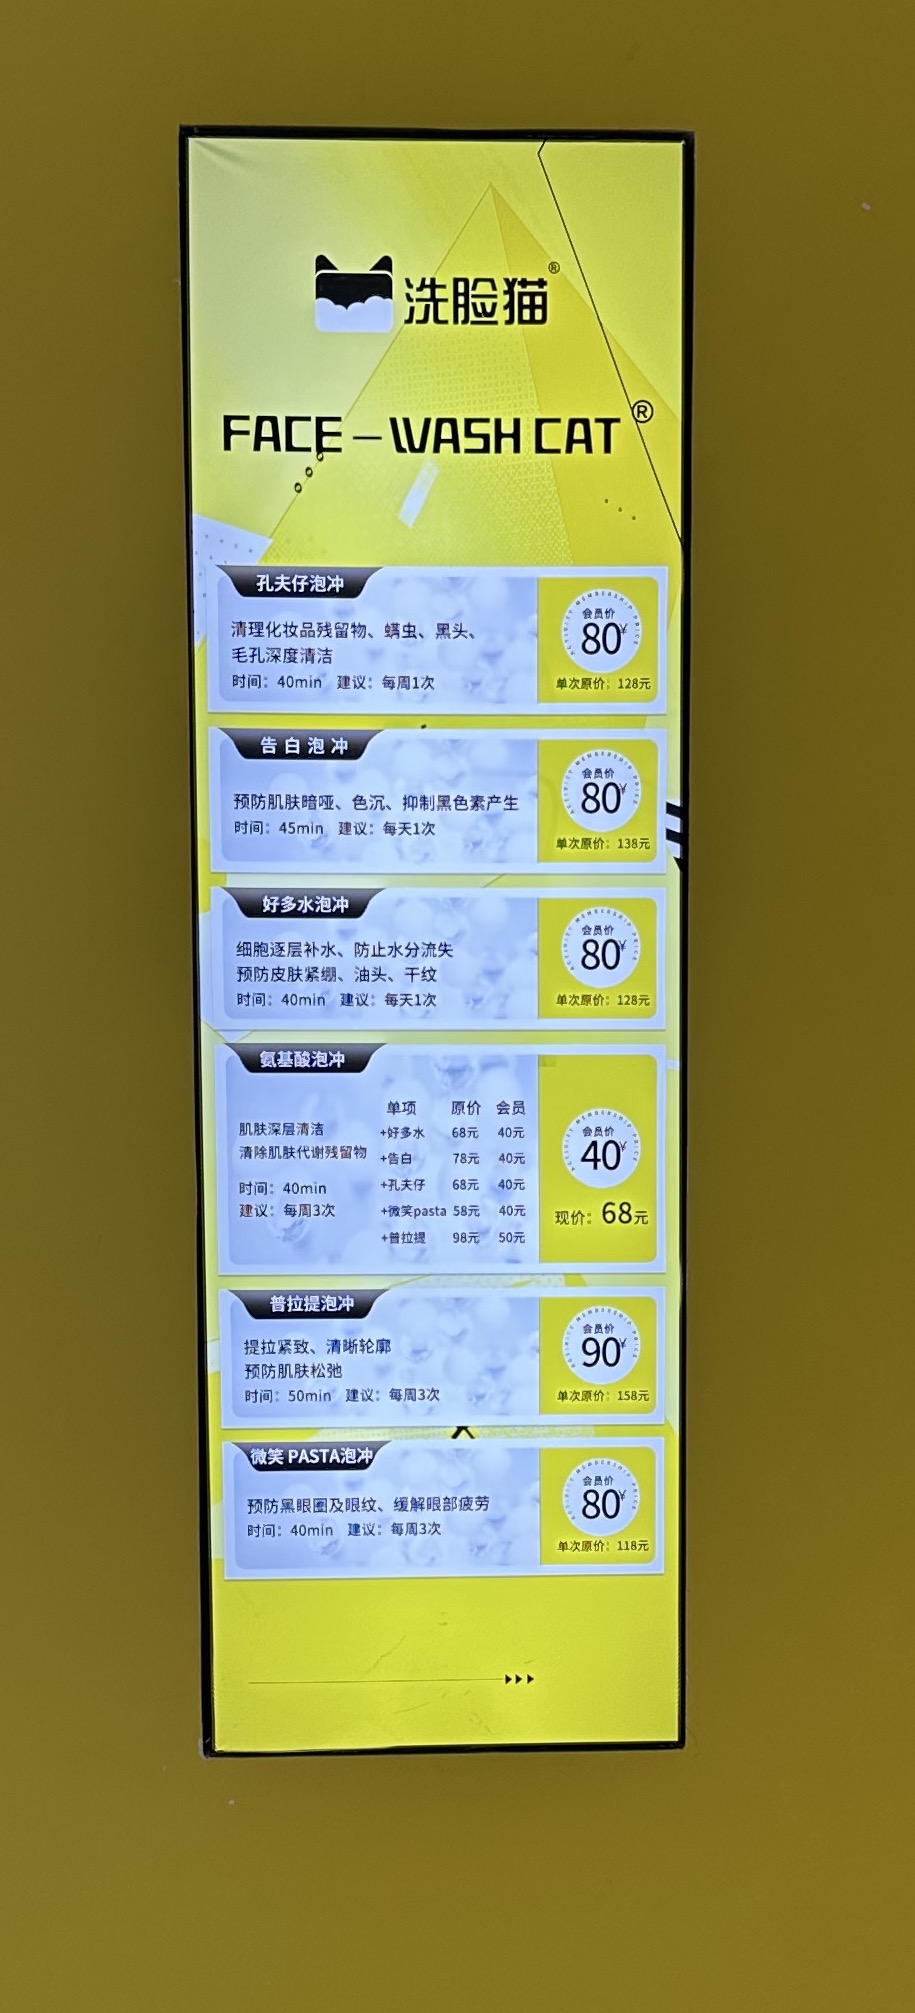 洗脸猫®
FACE-WASH CAT®
孔夫仔泡冲
清理化妆品残留物、螨虫、黑头、
毛孔深度清洁
时间：40min 建议：每周1次
会员价
80¥
单次原价：128元
告白泡冲
预防肌肤暗哑、色沉、抑制黑色素产生
时间：45min 建议：每天1次
会员价
80¥
单次原价：138元
好多水泡冲
细胞逐层补水、防止水分流失
预防皮肤紧绷、油头、干纹
时间：40min 建议：每天1次
会员价
80¥
单次原价：128元
氨基酸泡冲
肌肤深层清洁
清除肌肤代谢残留物
时间：40min
建议：每周3次
单项 原价 会员
+好多水 68元 40元
+告白 78元 40元
+孔夫仔 68元 40元
+微笑pasta 58元 40元
+普拉提 98元 50元
会员价
40¥
现价：68元
普拉提泡冲
提拉紧致、清晰轮廓
预防肌肤松弛
时间：50min 建议：每周3次
会员价
90¥
单次原价：158元
微笑 PASTA泡冲
预防黑眼圈及眼纹、缓解眼部疲劳
时间：40min 建议：每周3次
会员价
80¥
单次原价：118元